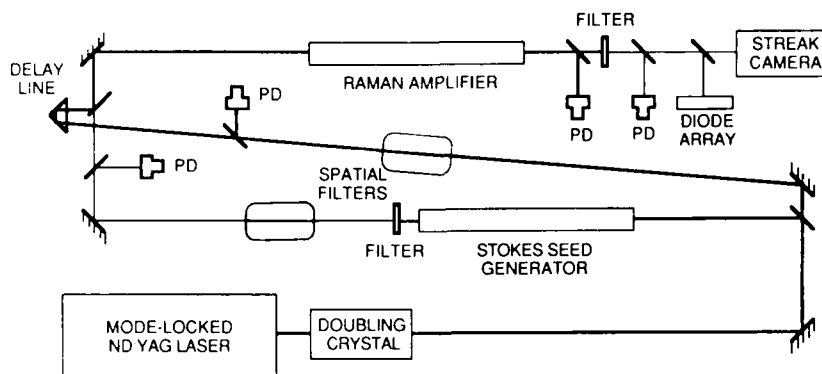 FILTER
STREAK
CAMERA
RAMAN AMPLIFIER
DELAY
LINE
PD
PD
PD
DIODE
ARRAY
PD
SPATIAL
FILTERS
FILTER
STOKES SEED
GENERATOR
MODE-LOCKED
ND YAG LASER
DOUBLING
CRYSTAL